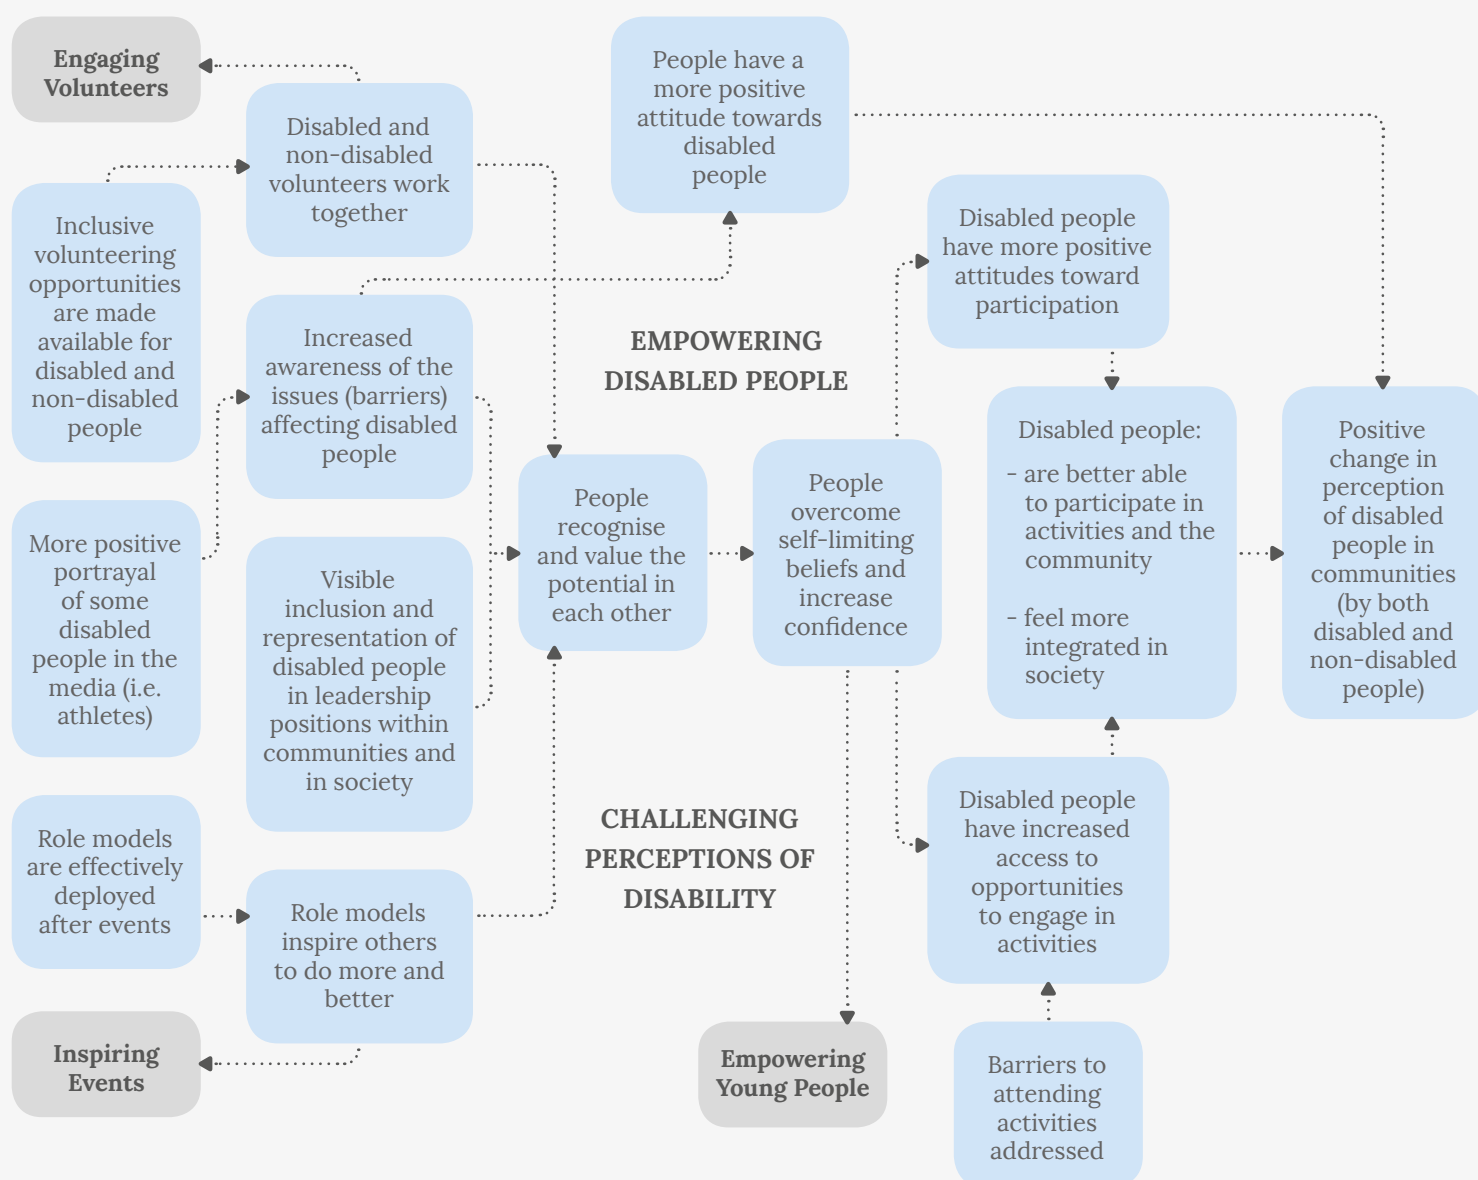 Engaging
Volunteers
Disabled and
non-disabled
volunteers work
together
People have a
more positive
attitude towards
disabled
people
Inclusive
volunteering
opportunities
are made
available for
disabled and
non-disabled
people
Increased
awareness of the
issues (barriers)
affecting disabled
people
EMPOWERING
DISABLED PEOPLE
Disabled people
have more positive
attitudes toward
participation
More positive
portrayal
of some
disabled
people in the
media (i.e.
athletes)
Visible
inclusion and
representation of
disabled people
in leadership
positions within
communities and
in society
People
recognise
and value the
potential in
each other
People
overcome
self-limiting
beliefs and
increase
confidence
Disabled people:
- are better able
to participate in
activities and the
community
- feel more
integrated in
society
Positive
change in
perception
of disabled
people in
communities
(by both
disabled and
non-disabled
people)
Role models
are effectively
deployed
after events
Role models
inspire others
to do more and
better
CHALLENGING
PERCEPTIONS OF
DISABILITY
Disabled people
have increased
access to
opportunities
to engage in
activities
Inspiring
Events
Empowering
Young People
Barriers to
attending
activities
addressed